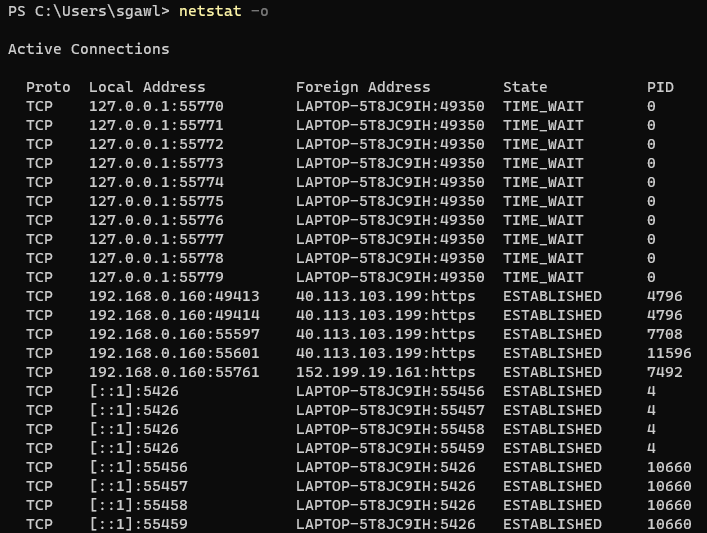 PS C:\Users\sgawl> netstat -o
Active Connections
Proto  Local Address          Foreign Address        State           PID
TCP    127.0.0.1:55770        LAPTOP-5T8JC9IH:49350  TIME_WAIT       0
TCP    127.0.0.1:55771        LAPTOP-5T8JC9IH:49350  TIME_WAIT       0
TCP    127.0.0.1:55772        LAPTOP-5T8JC9IH:49350  TIME_WAIT       0
TCP    127.0.0.1:55773        LAPTOP-5T8JC9IH:49350  TIME_WAIT       0
TCP    127.0.0.1:55774        LAPTOP-5T8JC9IH:49350  TIME_WAIT       0
TCP    127.0.0.1:55775        LAPTOP-5T8JC9IH:49350  TIME_WAIT       0
TCP    127.0.0.1:55776        LAPTOP-5T8JC9IH:49350  TIME_WAIT       0
TCP    127.0.0.1:55777        LAPTOP-5T8JC9IH:49350  TIME_WAIT       0
TCP    127.0.0.1:55778        LAPTOP-5T8JC9IH:49350  TIME_WAIT       0
TCP    127.0.0.1:55779        LAPTOP-5T8JC9IH:49350  TIME_WAIT       0
TCP    192.168.0.160:49413    40.113.103.199:https   ESTABLISHED     4796
TCP    192.168.0.160:49414    40.113.103.199:https   ESTABLISHED     4796
TCP    192.168.0.160:55597    40.113.103.199:https   ESTABLISHED     7708
TCP    192.168.0.160:55601    40.113.103.199:https   ESTABLISHED     11596
TCP    192.168.0.160:55761    152.199.19.161:https   ESTABLISHED     7492
TCP    [::1]:5426             LAPTOP-5T8JC9IH:55456  ESTABLISHED     4
TCP    [::1]:5426             LAPTOP-5T8JC9IH:55457  ESTABLISHED     4
TCP    [::1]:5426             LAPTOP-5T8JC9IH:55458  ESTABLISHED     4
TCP    [::1]:5426             LAPTOP-5T8JC9IH:55459  ESTABLISHED     4
TCP    [::1]:55456            LAPTOP-5T8JC9IH:5426   ESTABLISHED     10660
TCP    [::1]:55457            LAPTOP-5T8JC9IH:5426   ESTABLISHED     10660
TCP    [::1]:55458            LAPTOP-5T8JC9IH:5426   ESTABLISHED     10660
TCP    [::1]:55459            LAPTOP-5T8JC9IH:5426   ESTABLISHED     10660